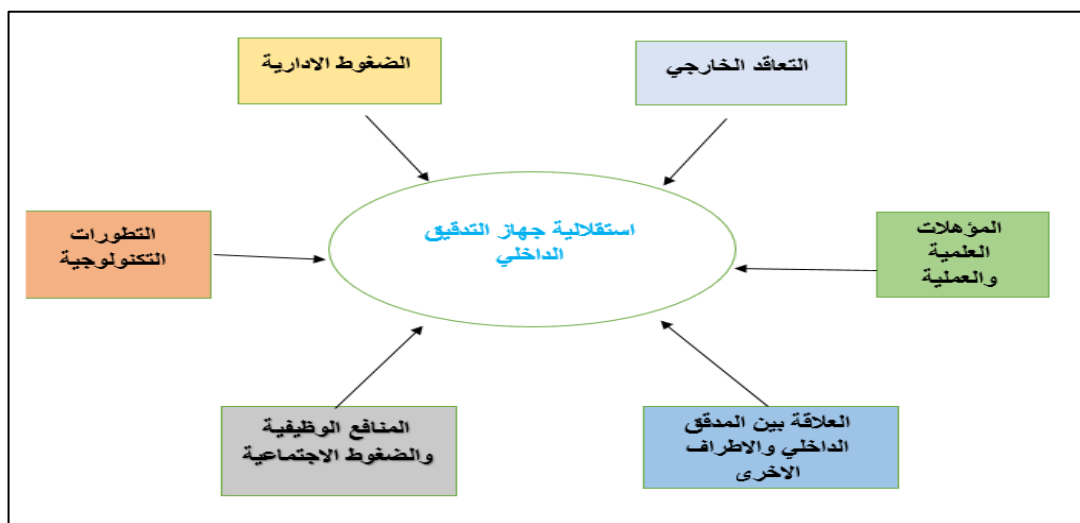 التعاقد الخارجي
الضغوط الادارية
استقلالية جهاز التدقيق
الداخلي
المؤهلات
العلمية
والعملية
التطورات
التكنولوجية
العلاقة بين المدقق
الداخلي والاطراف
الاخرى
المنافع الوظيفية
والضغوط الاجتماعية